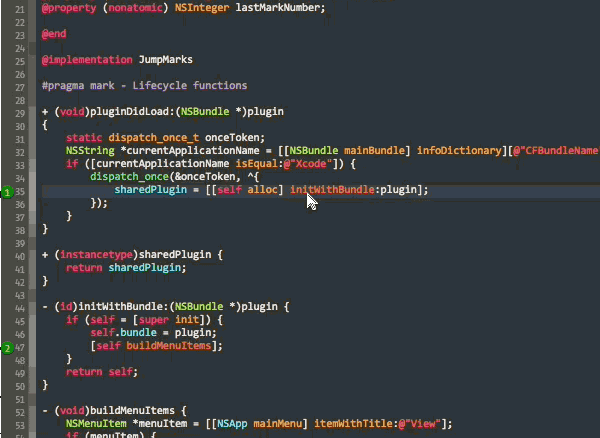 21 @property (nonatomic) NSInteger lastMarkNumber;
22
23 @end
24
25 @implementation JumpMarks
26
27 #pragma mark - Lifecycle functions
28
29 + (void)pluginDidLoad:(NSBundle *)plugin
30 {
31 static dispatch_once_t onceToken;
32 NSString *currentApplicationName = [[NSBundle mainBundle] infoDictionary][@"CFBundleName
33 if ([currentApplicationName isEqual:@"Xcode"]) {
34 dispatch_once(&onceToken, ^{
1 35 sharedPlugin = [[self alloc] initWithBundle:plugin];
36 });
37 }
38 }
39
40 + (instancetype)sharedPlugin {
41 return sharedPlugin;
42 }
43
44 - (id)initWithBundle:(NSBundle *)plugin {
45 if (self = [super init]) {
46 self.bundle = plugin;
2 47 [self buildMenuItems];
48 }
49 return self;
50 }
51
52 - (void)buildMenuItems {
53 NSMenuItem *menuItem = [[NSApp mainMenu] itemWithTitle:@"View"];
54 if (menuItem) {